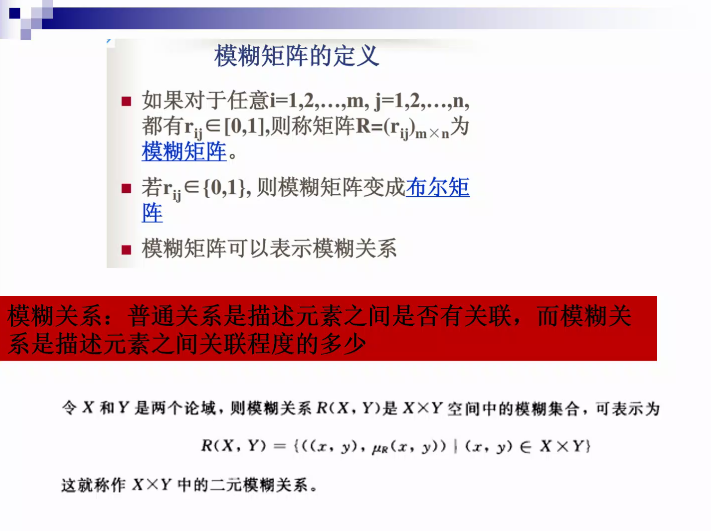 模糊矩阵的定义
如果对于任意i=1,2,…,m, j=1,2,…,n,
都有rij∈[0,1],则称矩阵R=(rij)m×n为
模糊矩阵。
若rij∈{0,1}, 则模糊矩阵变成布尔矩
阵
模糊矩阵可以表示模糊关系
模糊关系：普通关系是描述元素之间是否有关联，而模糊关
系是描述元素之间关联程度的多少
令 X 和 Y 是两个论域，则模糊关系 R(X, Y)是 X×Y 空间中的模糊集合，可表示为
R(X, Y) = {((x, y), μR(x, y)) | (x, y) ∈ X × Y}
这就称作 X×Y 中的二元模糊关系。